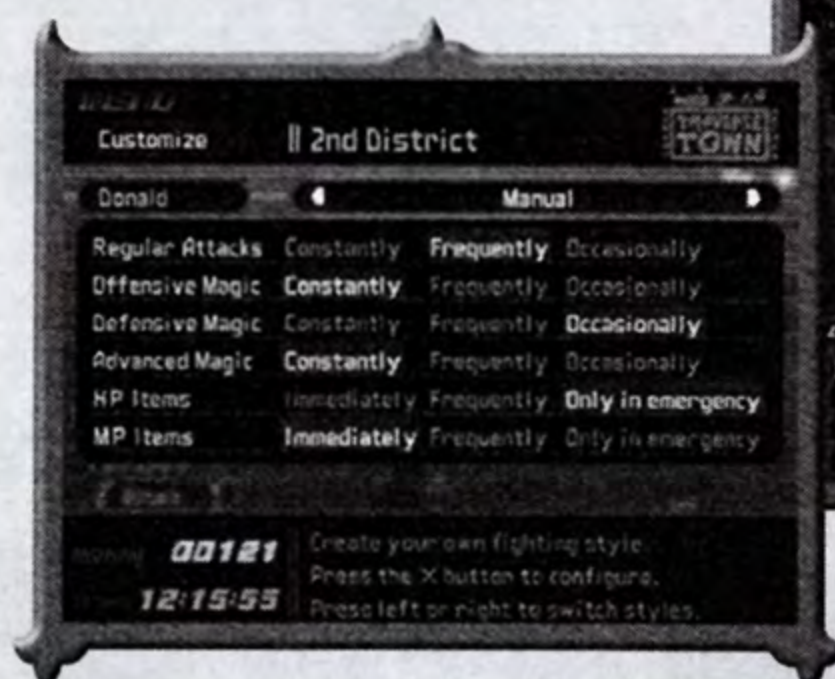 MENU
Customize || 2nd District
TRAVERSE TOWN
Donald Manual
Regular Attacks Constantly Frequently Occasionally
Offensive Magic Constantly Frequently Occasionally
Defensive Magic Constantly Frequently Occasionally
Advanced Magic Constantly Frequently Occasionally
HP Items Immediately Frequently Only in emergency
MP Items Immediately Frequently Only in emergency
00121
12:15:55
Create your own fighting style.
Press the X button to configure.
Press left or right to switch styles.